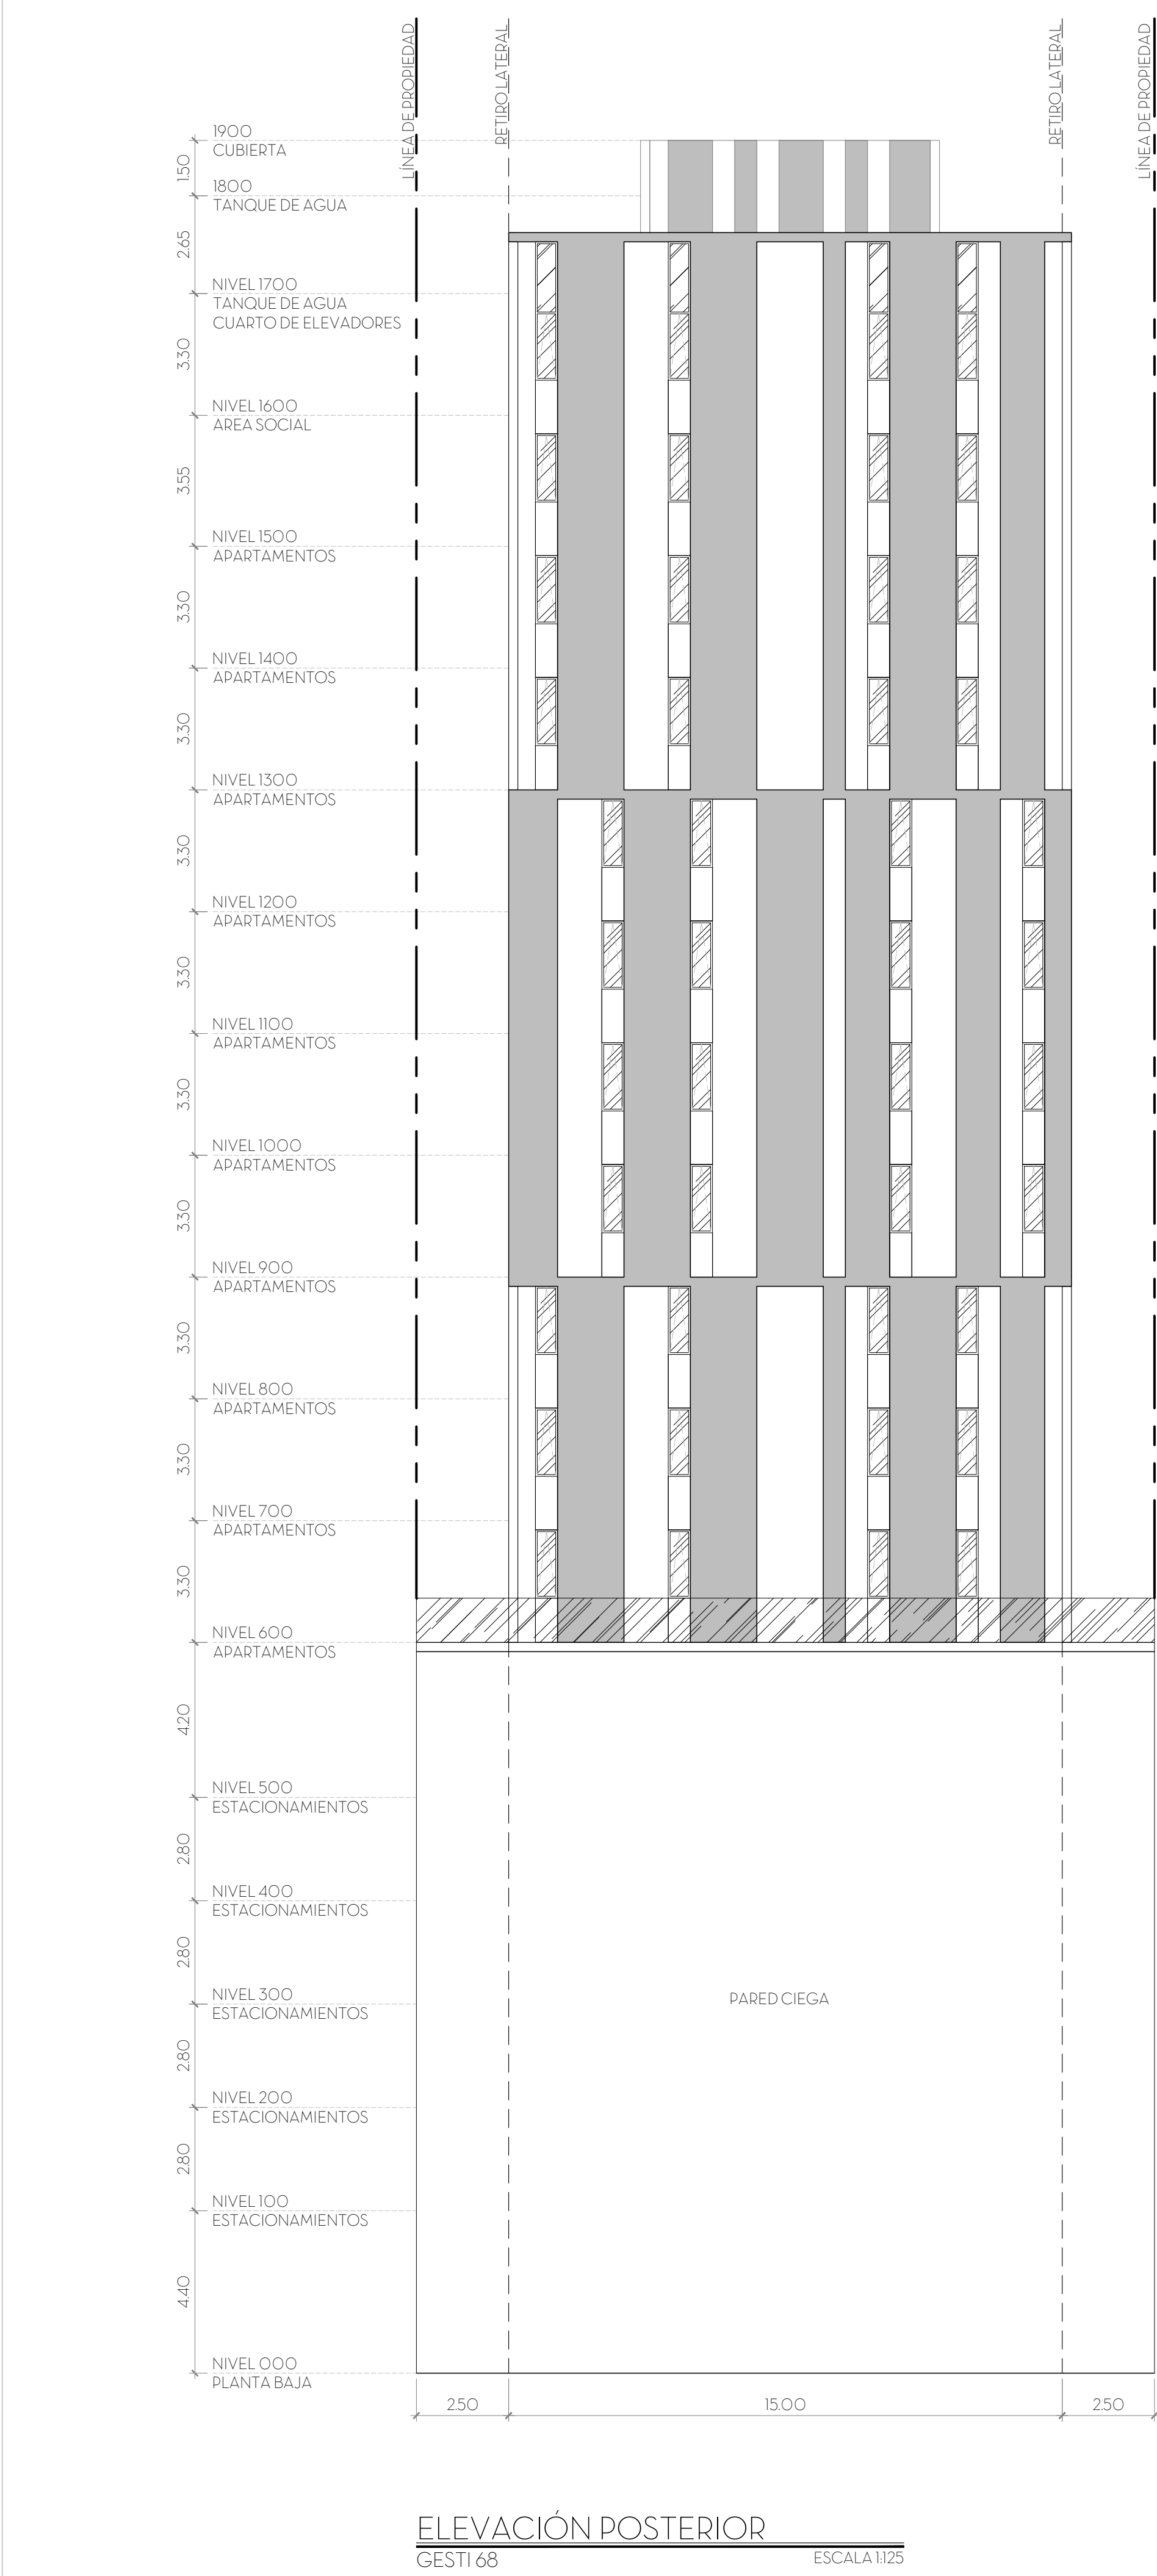 LÍNEA DE PROPIEDAD
RETIRO LATERAL
RETIRO LATERAL
LÍNEA DE PROPIEDAD
1900
CUBIERTA
1.50
1800
TANQUE DE AGUA
2.65
NIVEL 1700
TANQUE DE AGUA
CUARTO DE ELEVADORES
3.30
NIVEL 1600
AREA SOCIAL
3.55
NIVEL 1500
APARTAMENTOS
3.30
NIVEL 1400
APARTAMENTOS
3.30
NIVEL 1300
APARTAMENTOS
3.30
NIVEL 1200
APARTAMENTOS
3.30
NIVEL 1100
APARTAMENTOS
3.30
NIVEL 1000
APARTAMENTOS
3.30
NIVEL 900
APARTAMENTOS
3.30
NIVEL 800
APARTAMENTOS
3.30
NIVEL 700
APARTAMENTOS
3.30
NIVEL 600
APARTAMENTOS
4.20
NIVEL 500
ESTACIONAMIENTOS
2.80
NIVEL 400
ESTACIONAMIENTOS
2.80
NIVEL 300
ESTACIONAMIENTOS
PARED CIEGA
2.80
NIVEL 200
ESTACIONAMIENTOS
2.80
NIVEL 100
ESTACIONAMIENTOS
4.40
NIVEL 000
PLANTA BAJA
2.50
15.00
2.50
ELEVACIÓN POSTERIOR
GESTI 68
ESCALA 1:125